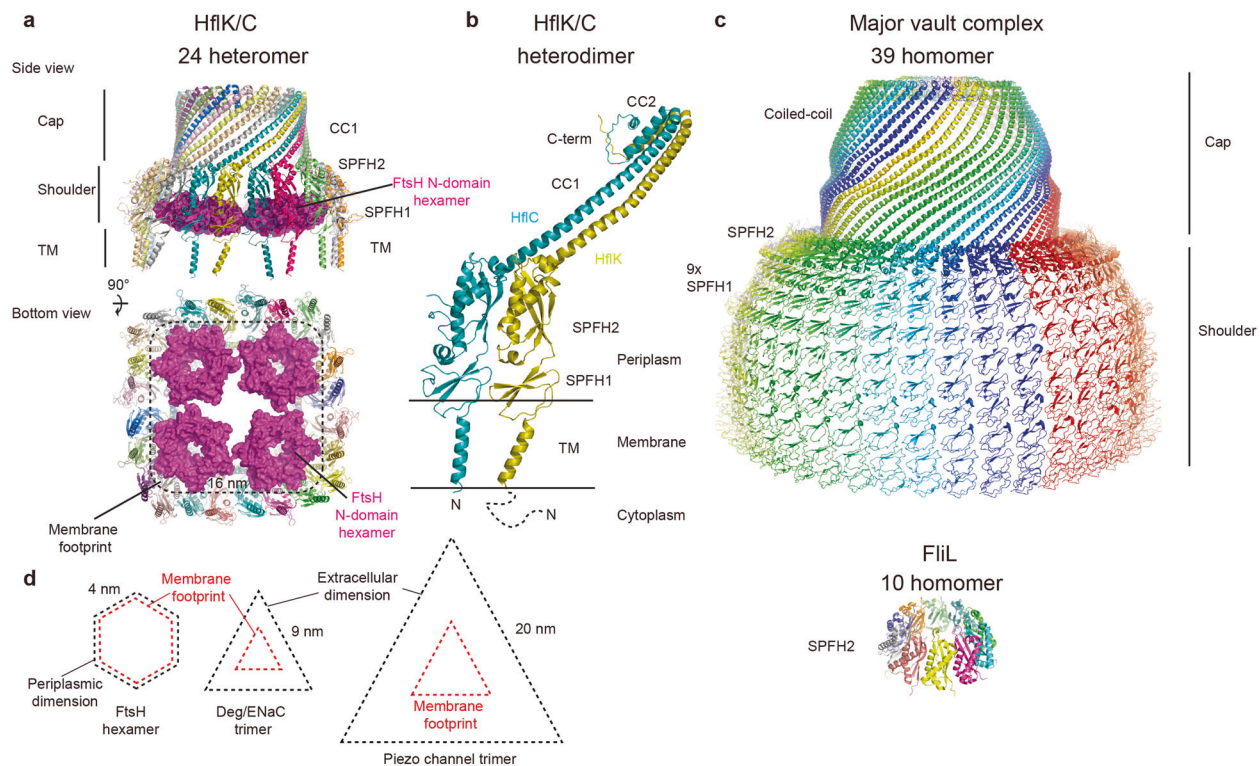 a
HflK/C
24 heteromer
Side view
Cap
Shoulder
TM
CC1
SPFH2
FtsH N-domain
hexamer
SPFH1
TM
90°
Bottom view
16 nm
Membrane
footprint
FtsH
N-domain
hexamer
b
HflK/C
heterodimer
CC2
C-term
CC1
HflC
HflK
SPFH2
Periplasm
SPFH1
TM
Membrane
N
N
Cytoplasm
c
Major vault complex
39 homomer
Coiled-coil
Cap
SPFH2
9x
SPFH1
Shoulder
FliL
10 homomer
SPFH2
d
4 nm
Membrane
footprint
Periplasmic
dimension
FtsH
hexamer
Extracellular
dimension
9 nm
Deg/ENaC
trimer
20 nm
Membrane
footprint
Piezo channel trimer